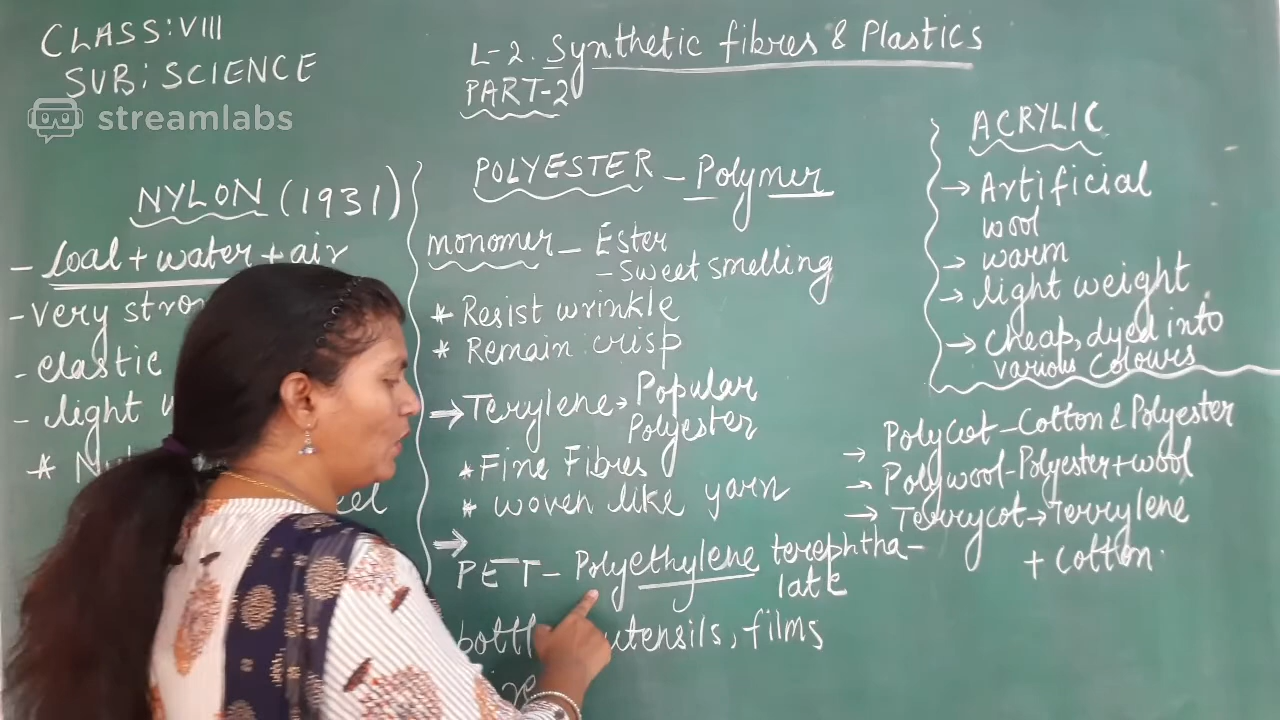 CLASS: VIII
SUB: SCIENCE
streamlabs
L-2. Synthetic fibres & Plastics
PART-2
NYLON (1931)
- Coal + water + air
- very stro
- elastic
- light
*
eel
POLYESTER - Polymer
monomer - Ester
- Sweet smelling
* Resist wrinkle
* Remain crisp
→ Terylene → Popular
Polyester
* Fine Fibres
* woven like yarn
→
PET - Polyethylene terephtha-
late
bottl utensils, films
ACRYLIC
→ Artificial
wool
→ warm
→ light weight
→ Cheap, dyed into
various Colours
→ Polycot - Cotton & Polyester
→ Polywool - Polyester + wool
→ Terrycot → Terrylene
+ Cotton.